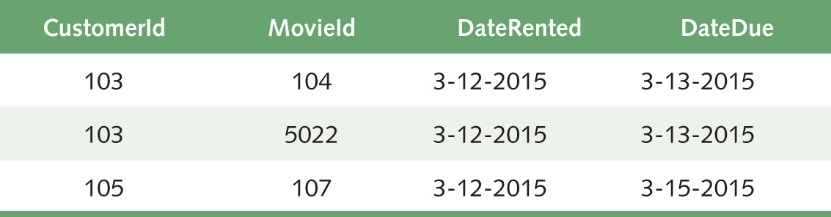 CustomerId MovieId DateRented DateDue
103 104 3-12-2015 3-13-2015
103 5022 3-12-2015 3-13-2015
105 107 3-12-2015 3-15-2015